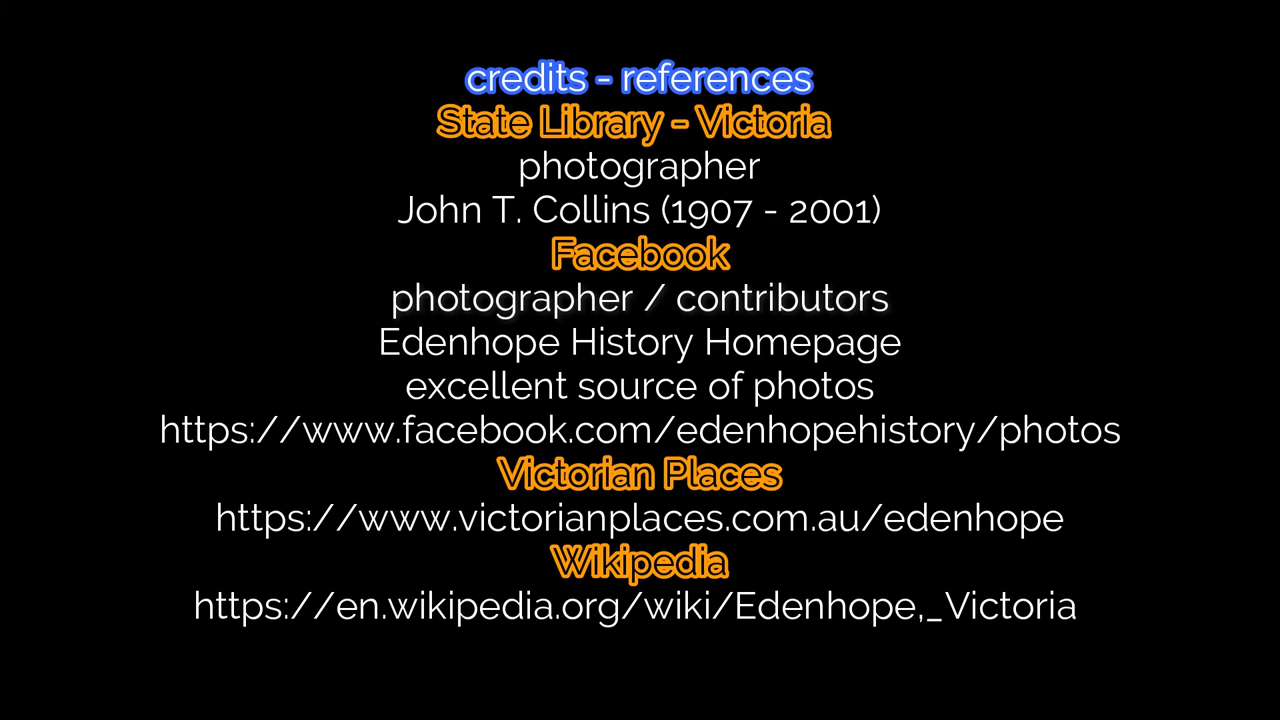 credits - references
State Library - Victoria
photographer
John T. Collins (1907 - 2001)
Facebook
photographer / contributors
Edenhope History Homepage
excellent source of photos
https://www.facebook.com/edenhopehistory/photos
Victorian Places
https://www.victorianplaces.com.au/edenhope
Wikipedia
https://en.wikipedia.org/wiki/Edenhope,_Victoria